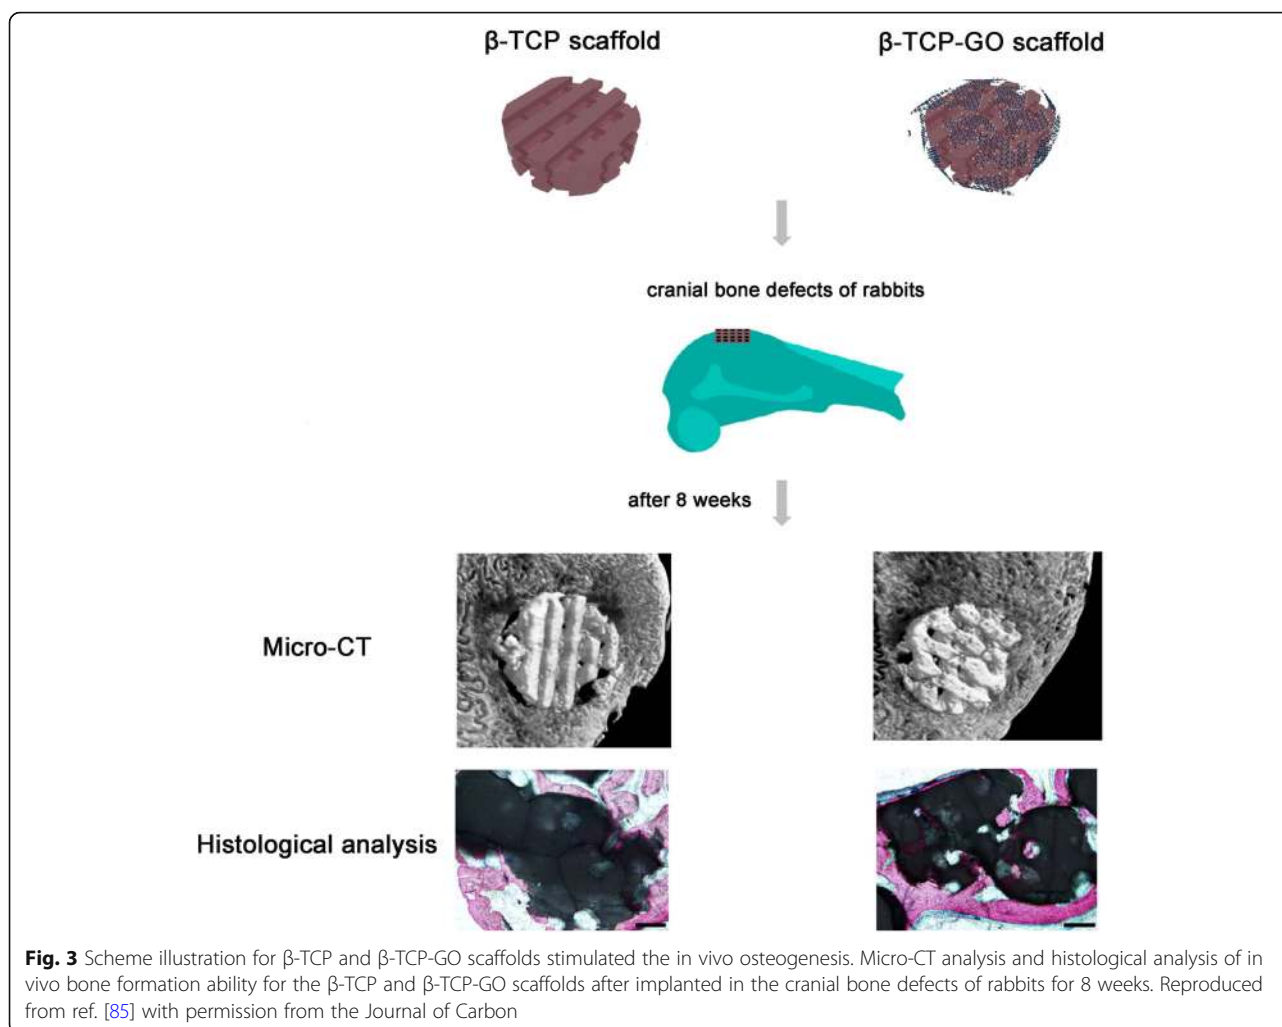 β-TCP scaffold
β-TCP-GO scaffold
cranial bone defects of rabbits
after 8 weeks
Micro-CT
Histological analysis
Fig. 3 Scheme illustration for β-TCP and β-TCP-GO scaffolds stimulated the in vivo osteogenesis. Micro-CT analysis and histological analysis of in
vivo bone formation ability for the β-TCP and β-TCP-GO scaffolds after implanted in the cranial bone defects of rabbits for 8 weeks. Reproduced
from ref. [85] with permission from the Journal of Carbon